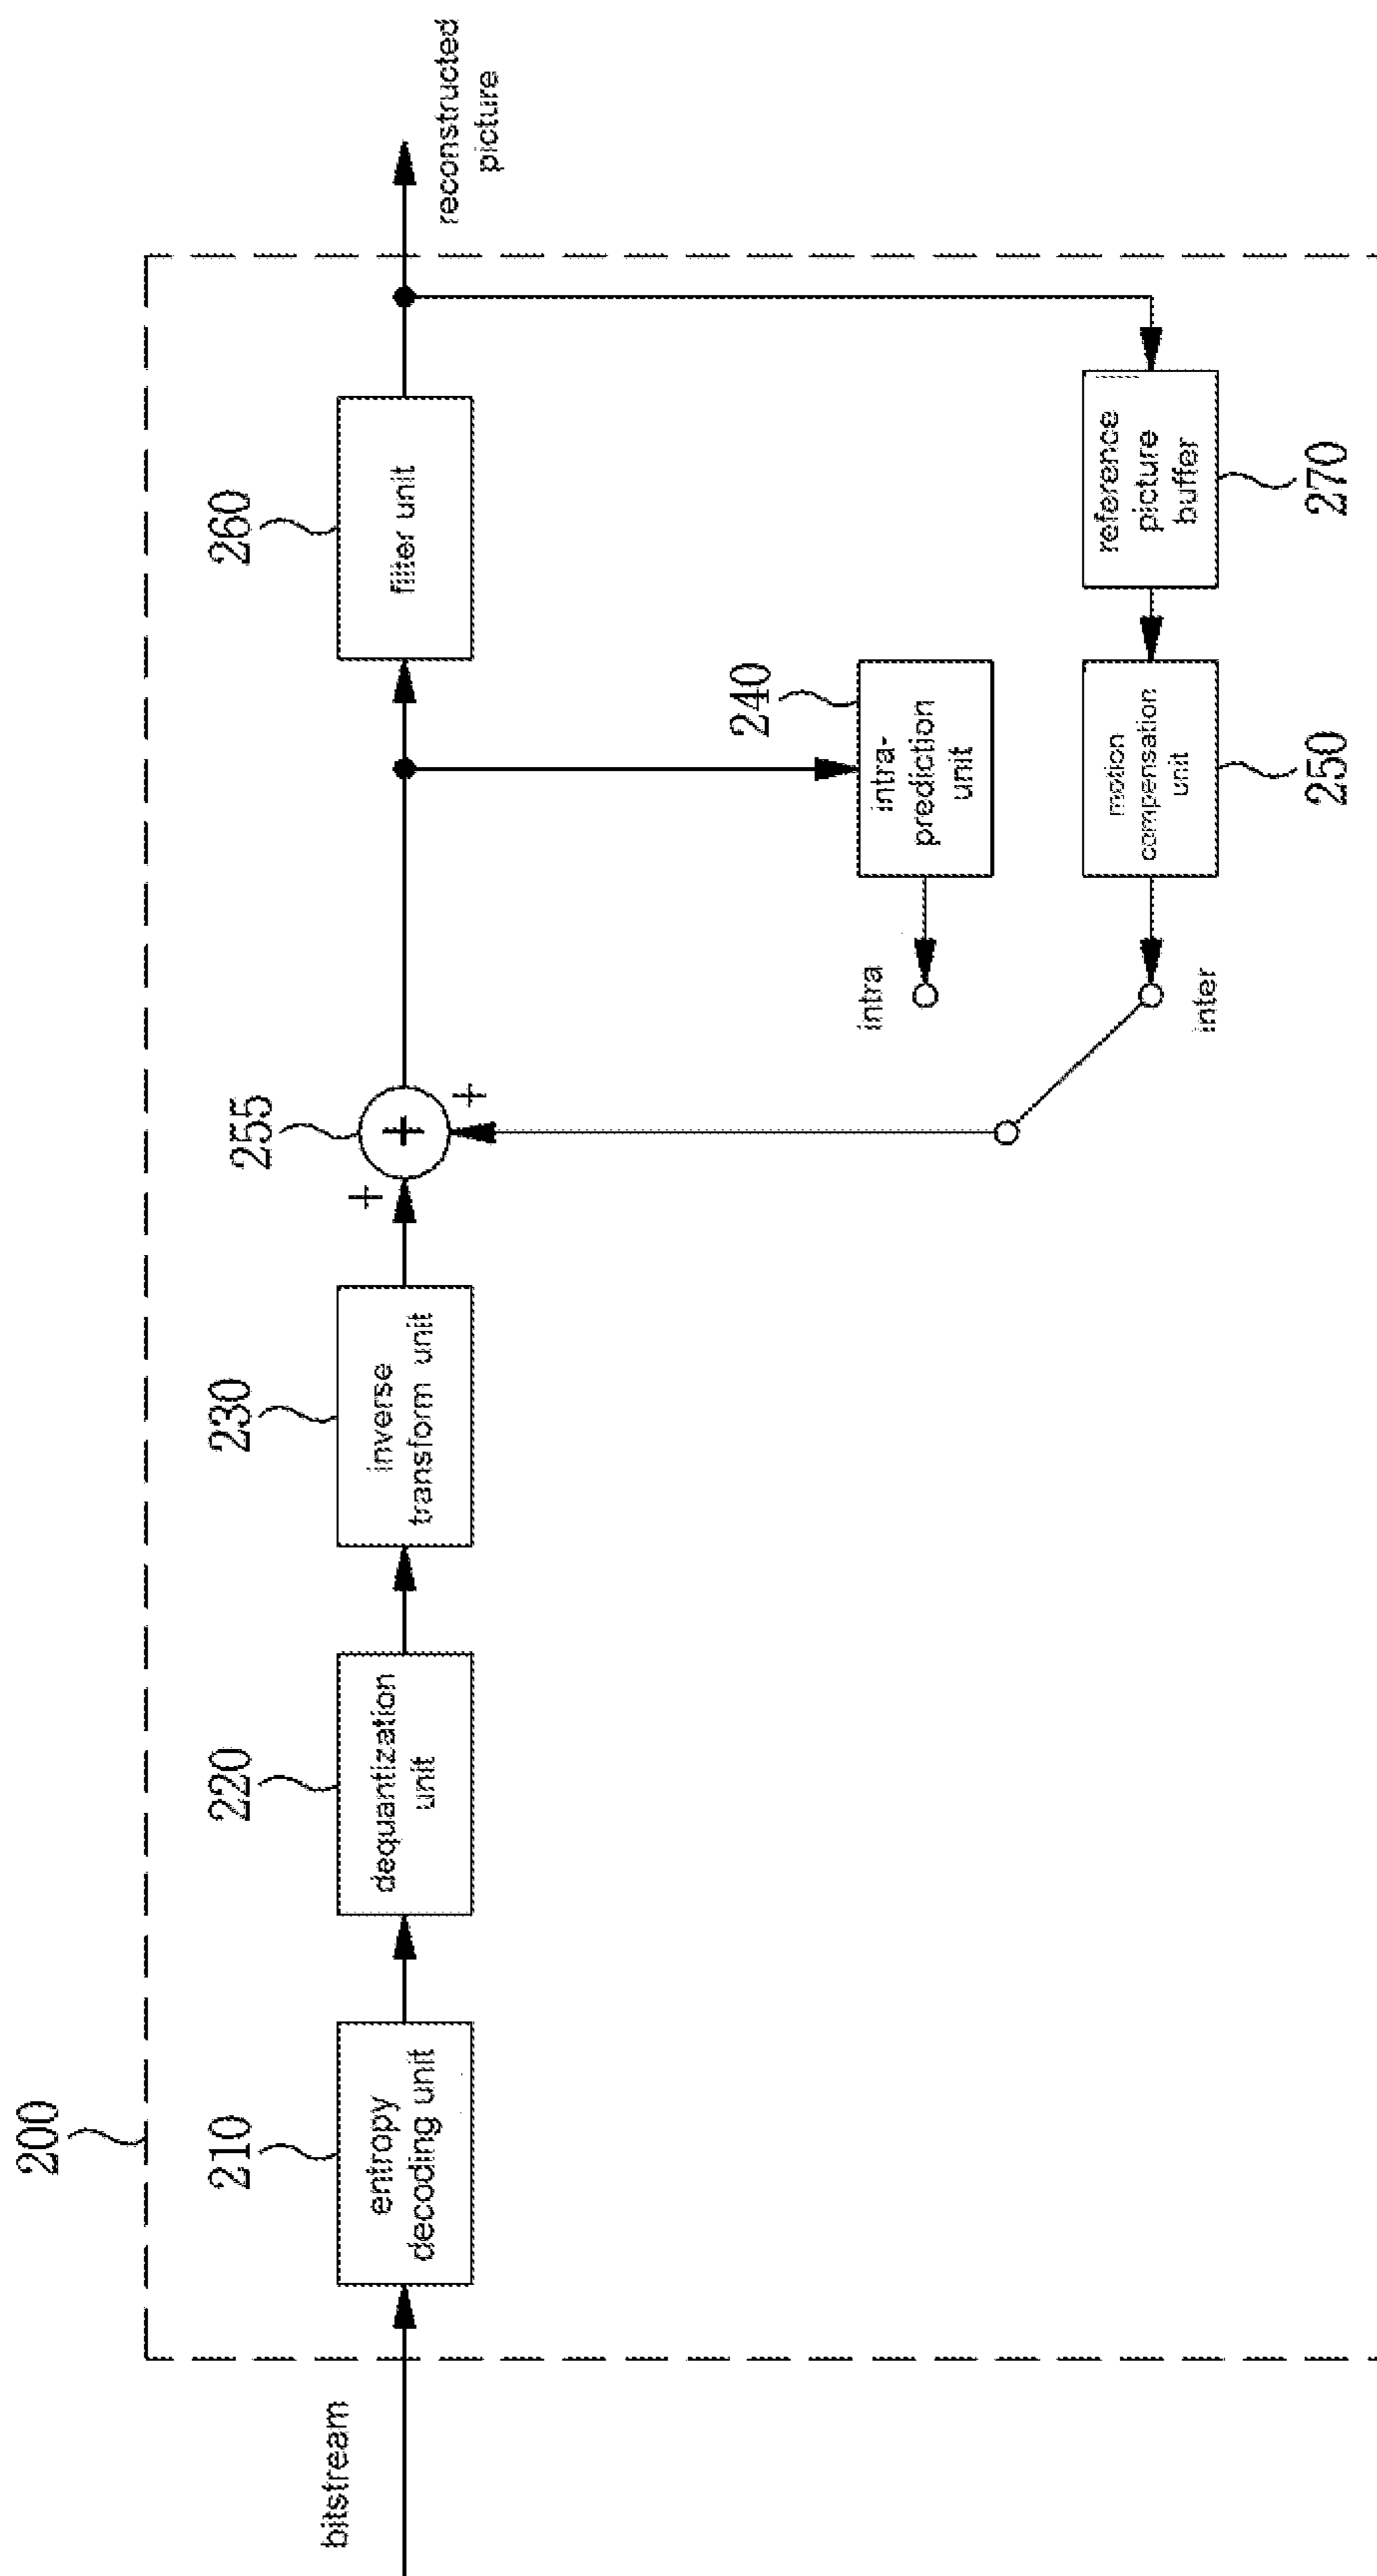 200
210
220
230
255
260
reconstructed
picture
bitstream
entropy
decoding unit
dequantization
unit
inverse
transform unit
+
+
+
filter unit
240
intra-
prediction
unit
intra
inter
motion
compensation
unit
250
reference
picture
buffer
270